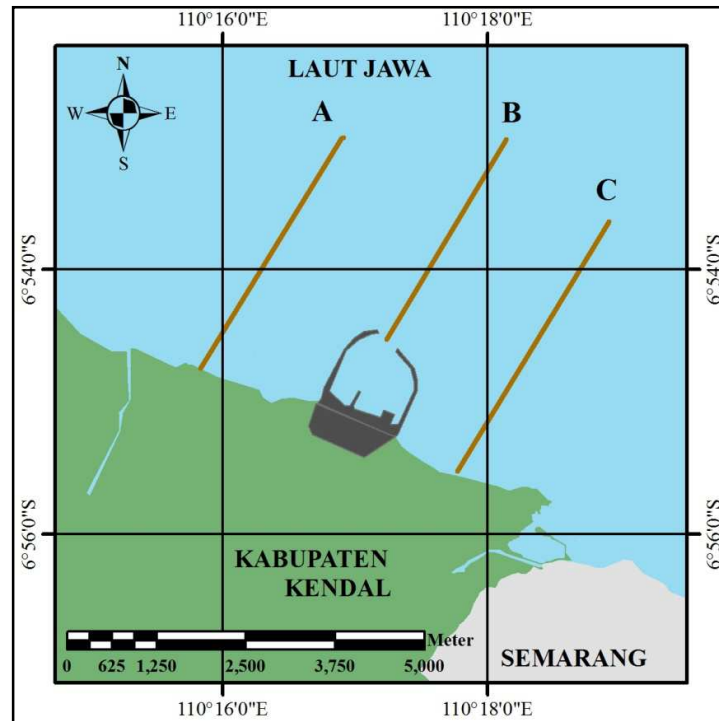 110°16'0"E 110°18'0"E
LAUT JAWA
N
W E
S
A B
C
6°54'0"S 6°54'0"S
6°56'0"S 6°56'0"S
KABUPATEN
KENDAL
Meter
0 625 1,250 2,500 3,750 5,000
SEMARANG
110°16'0"E 110°18'0"E